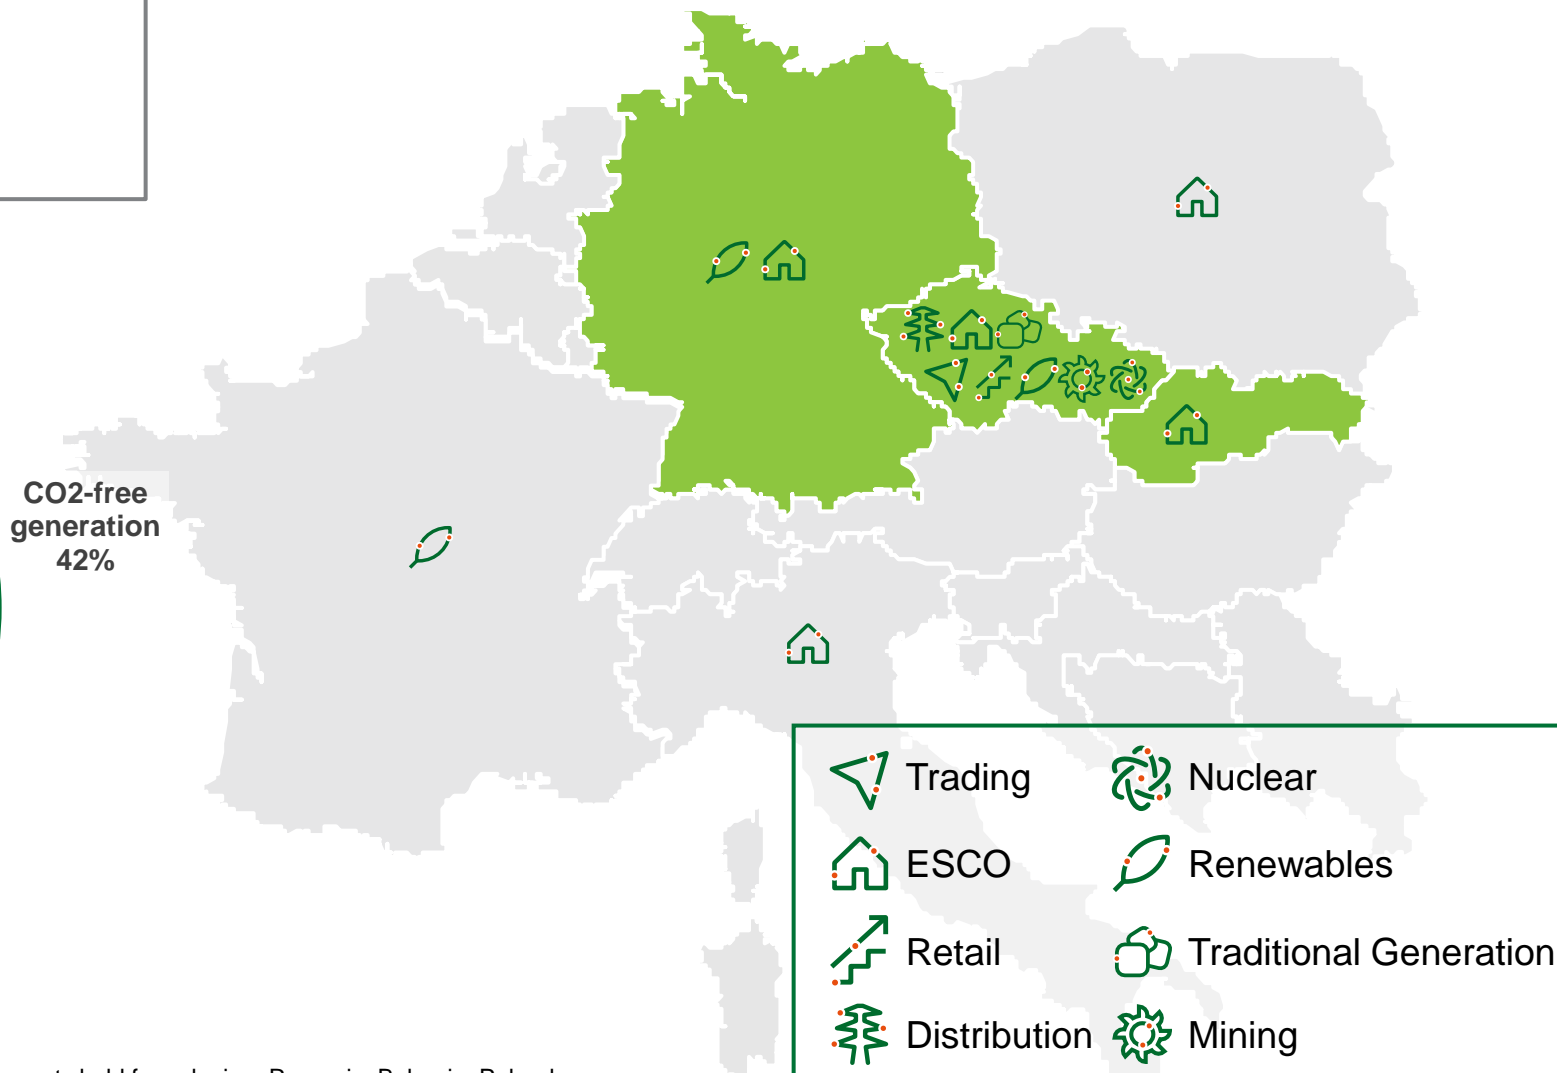 CO2-free
generation
42%
Trading
Nuclear
ESCO
Renewables
Retail
Traditional Generation
Distribution
Mining